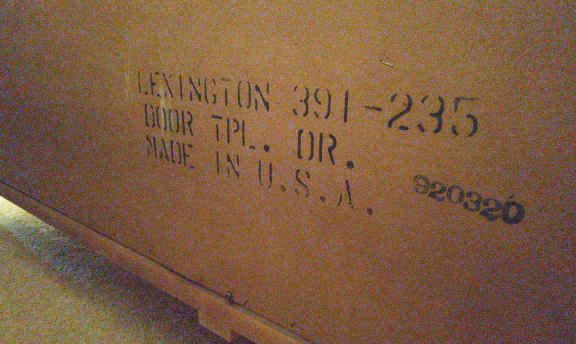 LEXINGTON 391-235
DOOR TPL. DR.
MADE IN U.S.A.
920320